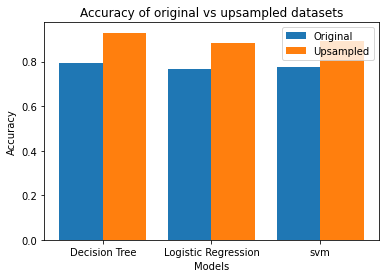 Accuracy of original vs upsampled datasets
Original
Upsampled
Accuracy
0.8
0.6
0.4
0.2
0.0
Decision Tree
Logistic Regression
svm
Models